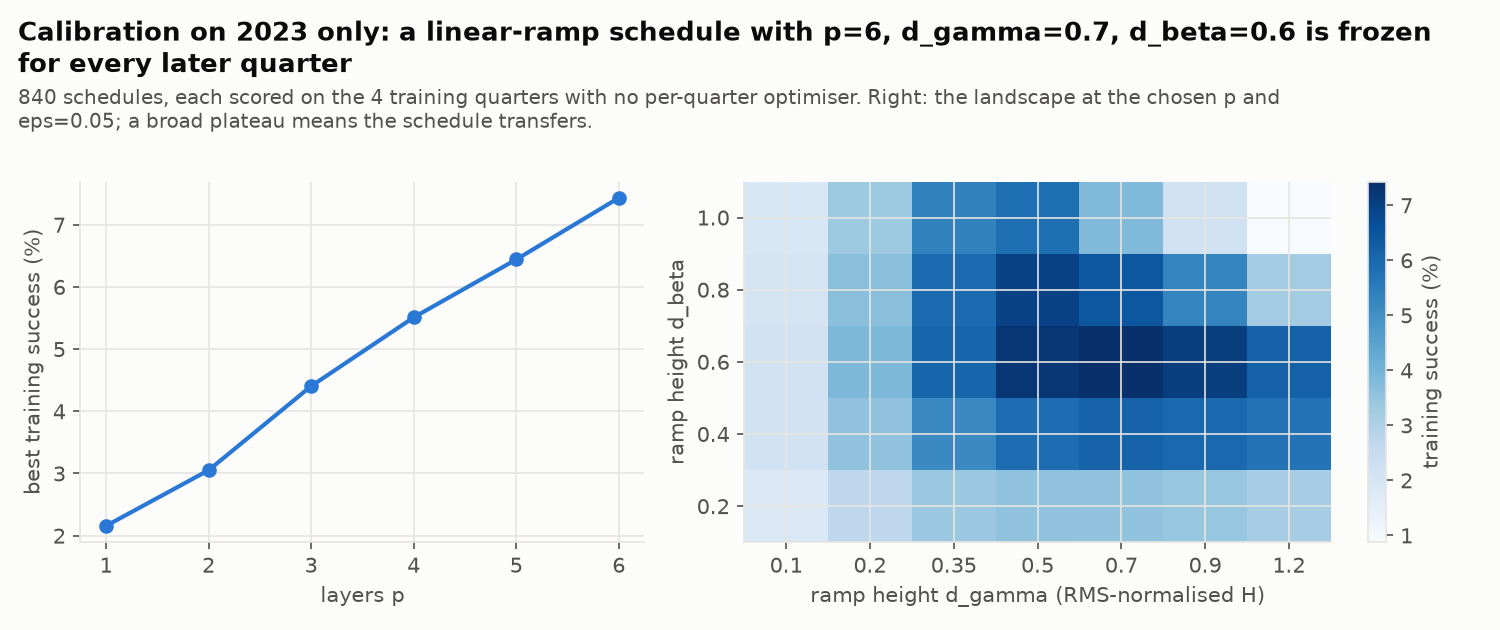 Calibration on 2023 only: a linear-ramp schedule with p=6, d_gamma=0.7, d_beta=0.6 is frozen
for every later quarter
840 schedules, each scored on the 4 training quarters with no per-quarter optimiser. Right: the landscape at the chosen p and
eps=0.05; a broad plateau means the schedule transfers.
best training success (%)
7
6
5
4
3
2
1 2 3 4 5 6
layers p
ramp height d_beta
1.0
0.8
0.6
0.4
0.2
0.1 0.2 0.35 0.5 0.7 0.9 1.2
ramp height d_gamma (RMS-normalised H)
7
6
5
4
3
2
1
training success (%)